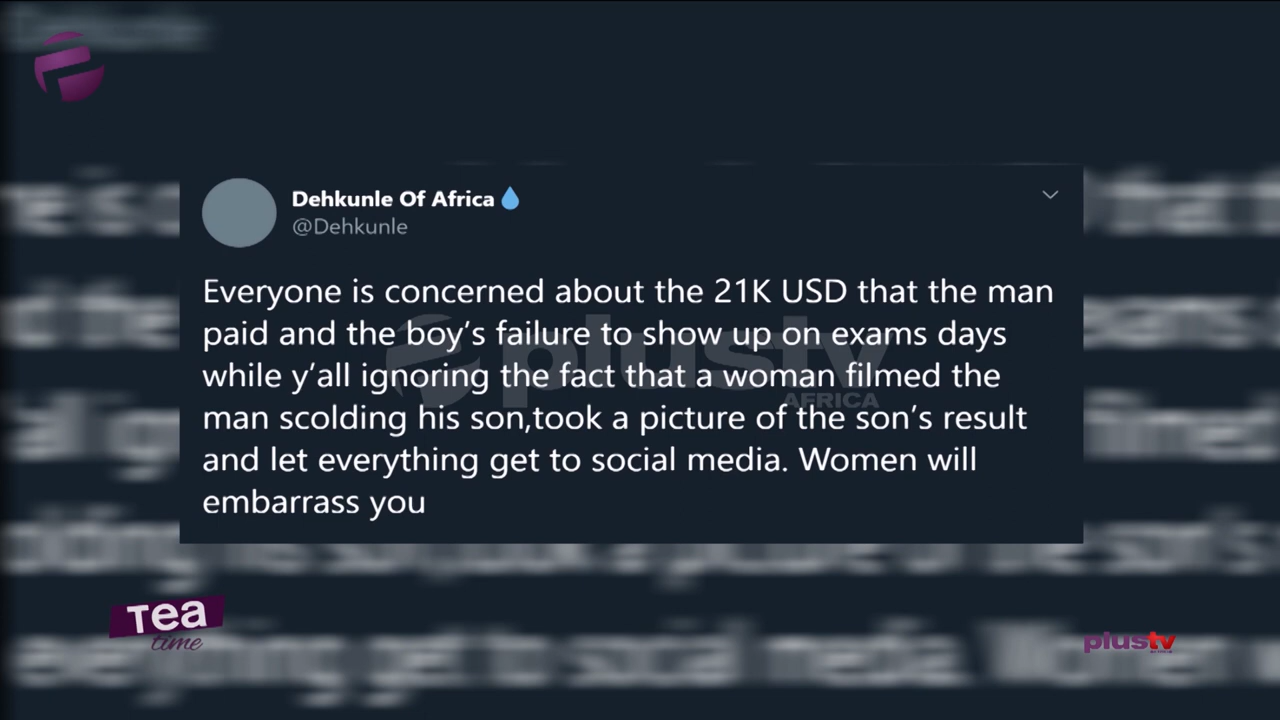 Dehkunle Of Africa💧
@Dehkunle
Everyone is concerned about the 21K USD that the man
paid and the boy's failure to show up on exams days
while y'all ignoring the fact that a woman filmed the
man scolding his son,took a picture of the son's result
and let everything get to social media. Women will
embarrass you
plustv
AFRICA
Tea
time
plustv